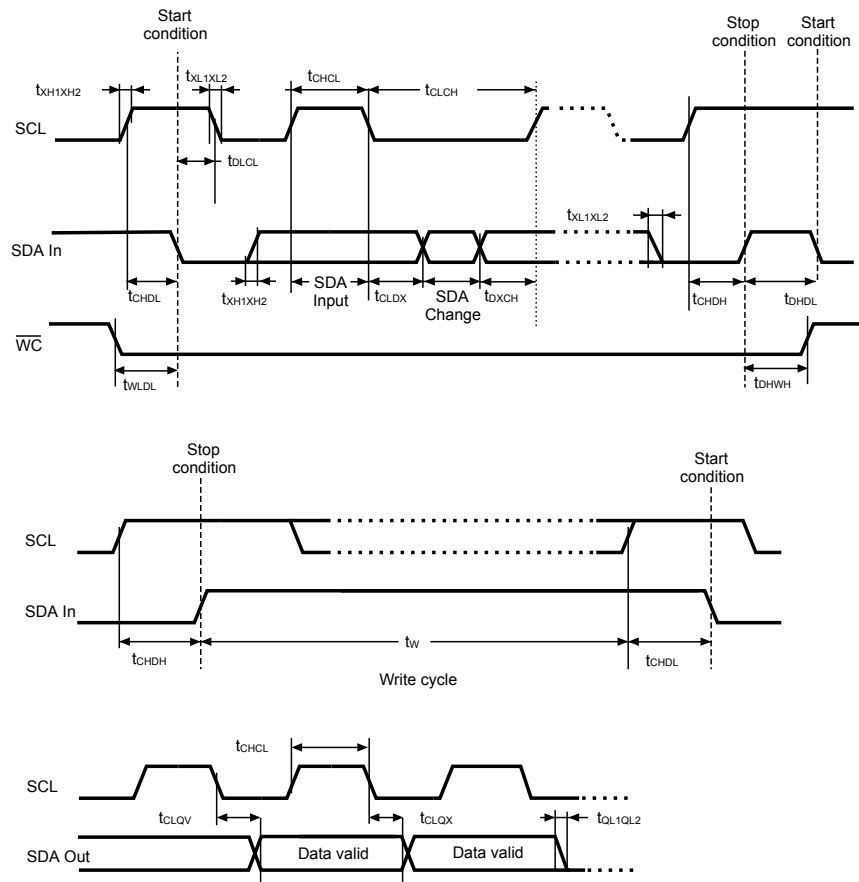 Start
condition
Stop
condition
Start
condition
tXH1XH2
tXL1XL2
tCHCL
tCLCH
SCL
tDLCL
tXL1XL2
SDA In
tCHDL
tXH1XH2
SDA
Input
tCLDX
SDA
Change
tDXCH
tCHDH
tDHDL
WC
tWLDL
tDHWH
Stop
condition
Start
condition
SCL
SDA In
tCHDH
tW
tCHDL
Write cycle
tCHCL
SCL
tCLQV
tCLQX
tQL1QL2
SDA Out
Data valid
Data valid